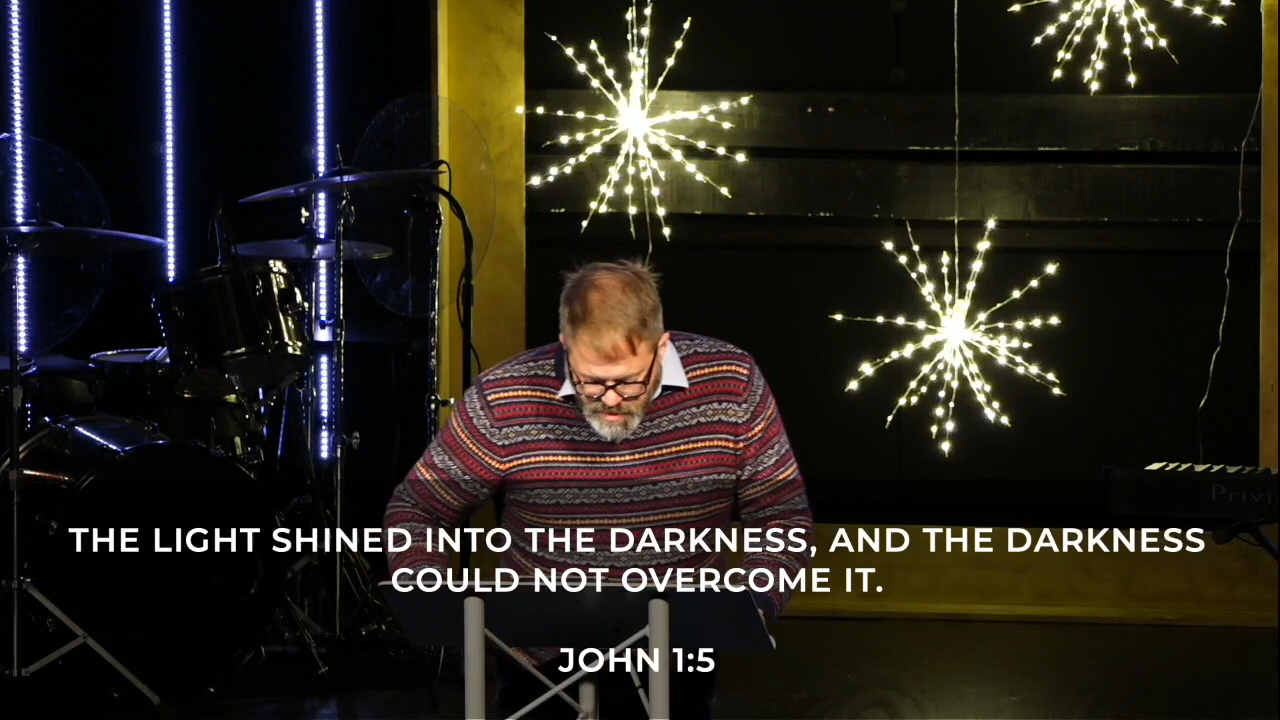 THE LIGHT SHINED INTO THE DARKNESS, AND THE DARKNESS
COULD NOT OVERCOME IT.
JOHN 1:5